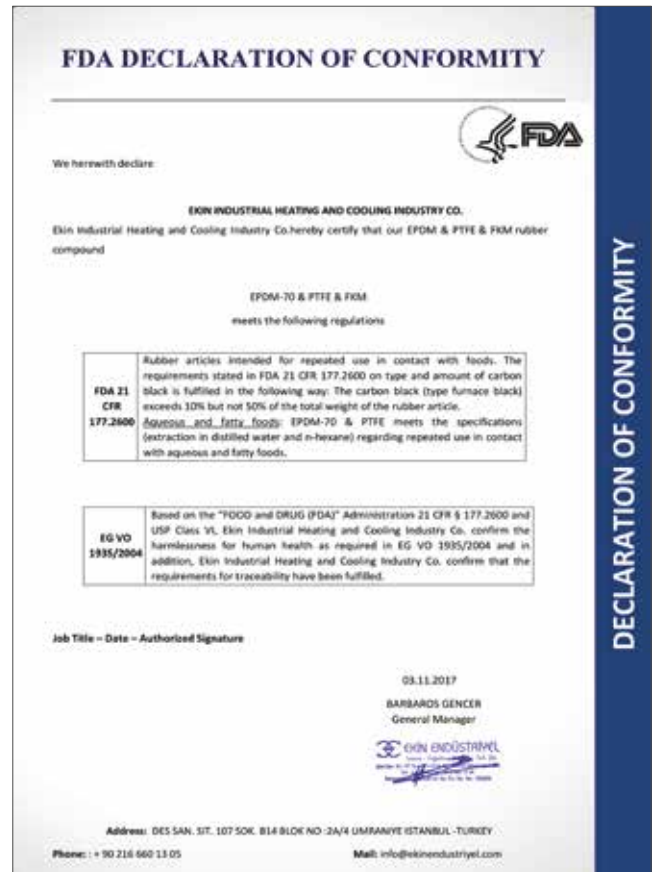 FDA DECLARATION OF CONFORMITY
FDA
We herewith declare
EKIN INDUSTRIAL HEATING AND COOLING INDUSTRY CO.
Ekin Industrial Heating and Cooling Industry Co.hereby certify that our EPDM & PTFE & FKM rubber
compound
EPDM-70 & PTFE & FKM
meets the following regulations
FDA 21
CFR
177.2600
Rubber articles intended for repeated use in contact with foods. The
requirements stated in FDA 21 CFR 177.2600 on type and amount of carbon
black is fulfilled in the following way: The carbon black (type furnace black)
exceeds 10% but not 50% of the total weight of the rubber article.
Aqueous and fatty foods: EPDM-70 & PTFE meets the specifications
(extraction in distilled water and n-hexane) regarding repeated use in contact
with aqueous and fatty foods.
EG VO
1935/2004
Based on the "FOOD and DRUG (FDA)" Administration 21 CFR § 177.2600 and
USP Class VI, Ekin Industrial Heating and Cooling Industry Co. confirm the
harmlessness for human health as required in EG VO 1935/2004 and in
addition, Ekin Industrial Heating and Cooling Industry Co. confirm that the
requirements for traceability have been fulfilled.
Job Title – Date – Authorized Signature
03.11.2017
BARBAROS GENCER
General Manager
EKİN ENDÜSTRİYEL
Address: DES SAN. SIT. 107 SOK. B14 BLOK NO :2A/4 UMRANIYE ISTANBUL -TURKEY
Phone: : + 90 216 660 13 05
Mail: info@ekinendustriyel.com
DECLARATION OF CONFORMITY